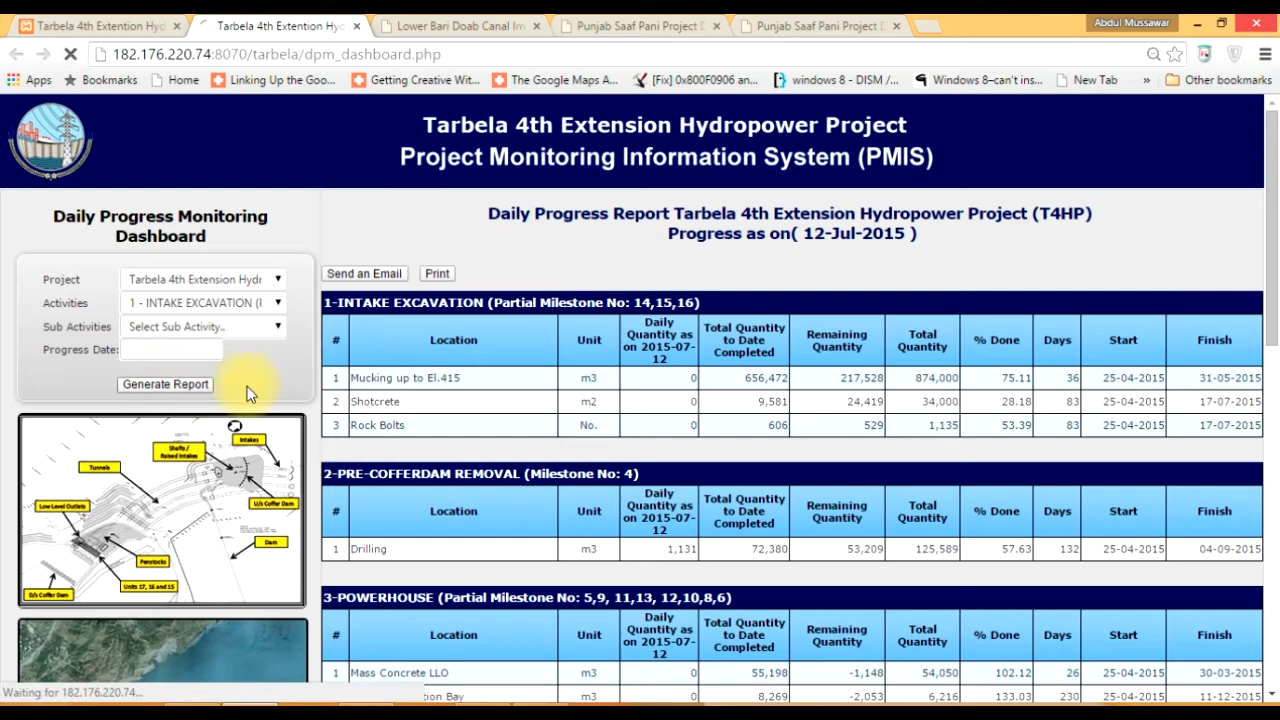 Tarbela 4th Extention Hyd
Tarbela 4th Extention Hyd
Lower Bari Doab Canal Im
Punjab Saaf Pani Project D
Punjab Saaf Pani Project D
Abdul Mussawar
182.176.220.74:8070/tarbela/dpm_dashboard.php
Apps
Bookmarks
Home
Linking Up the Goo...
Getting Creative Wit...
The Google Maps A...
[Fix] 0x800F0906 an...
windows 8 - DISM /...
Windows 8–can't ins...
New Tab
»
Other bookmarks
Tarbela 4th Extension Hydropower Project
Project Monitoring Information System (PMIS)
Daily Progress Monitoring
Dashboard
Project Tarbela 4th Extension Hydr
Activities 1 - INTAKE EXCAVATION (I
Sub Activities Select Sub Activity..
Progress Date:
Generate Report
Intakes
Shafts /
Raised Intakes
Tunnels
U/s Coffer Dam
Low Level Outlets
Dam
Penstocks
Units 17, 16 and 15
D/s Coffer Dam
Daily Progress Report Tarbela 4th Extension Hydropower Project (T4HP)
Progress as on( 12-Jul-2015 )
Send an Email Print
1-INTAKE EXCAVATION (Partial Milestone No: 14,15,16)
# Location Unit Daily Quantity as on 2015-07-12 Total Quantity to Date Completed Remaining Quantity Total Quantity % Done Days Start Finish
1 Mucking up to El.415 m3 0 656,472 217,528 874,000 75.11 36 25-04-2015 31-05-2015
2 Shotcrete m2 0 9,581 24,419 34,000 28.18 83 25-04-2015 17-07-2015
3 Rock Bolts No. 0 606 529 1,135 53.39 83 25-04-2015 17-07-2015
2-PRE-COFFERDAM REMOVAL (Milestone No: 4)
# Location Unit Daily Quantity as on 2015-07-12 Total Quantity to Date Completed Remaining Quantity Total Quantity % Done Days Start Finish
1 Drilling m3 1,131 72,380 53,209 125,589 57.63 132 25-04-2015 04-09-2015
3-POWERHOUSE (Partial Milestone No: 5,9, 11,13, 12,10,8,6)
# Location Unit Daily Quantity as on 2015-07-12 Total Quantity to Date Completed Remaining Quantity Total Quantity % Done Days Start Finish
1 Mass Concrete LLO m3 0 55,198 -1,148 54,050 102.12 26 25-04-2015 30-03-2015
tion Bay m3 0 8,269 -2,053 6,216 133.03 230 25-04-2015 11-12-2015
Waiting for 182.176.220.74...